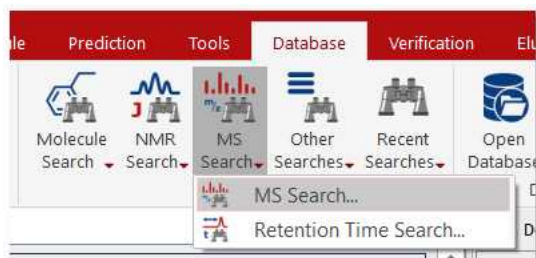 Prediction Tools Database Verification
Molecule Search NMR Search MS Search Other Searches Recent Searches Open Database
MS Search...
Retention Time Search...